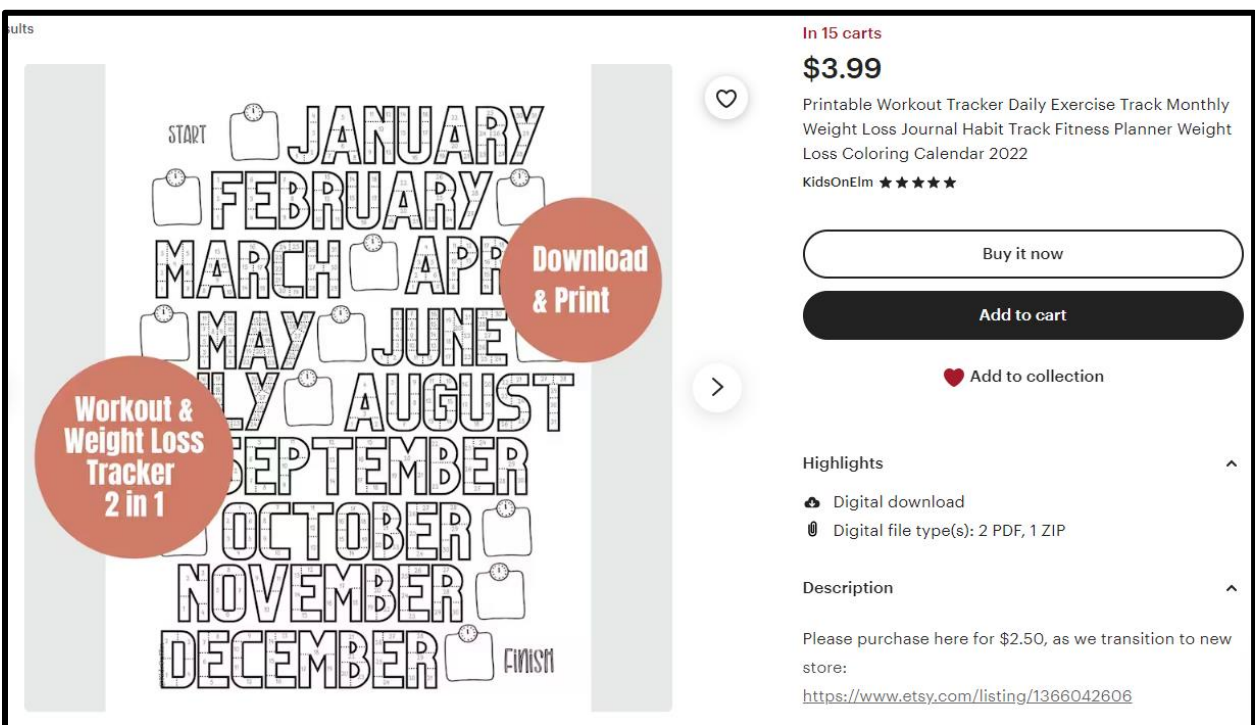 sults
START
JANUARY
FEBRUARY
MARCH APR
MAY JUNE
LY AUGUST
SEPTEMBER
OCTOBER
NOVEMBER
DECEMBER
FINISH
Download
& Print
Workout &
Weight Loss
Tracker
2 in 1
In 15 carts
$3.99
Printable Workout Tracker Daily Exercise Track Monthly
Weight Loss Journal Habit Track Fitness Planner Weight
Loss Coloring Calendar 2022
KidsOnElm
Buy it now
Add to cart
Add to collection
Highlights
Digital download
Digital file type(s): 2 PDF, 1 ZIP
Description
Please purchase here for $2.50, as we transition to new
store:
https://www.etsy.com/listing/1366042606